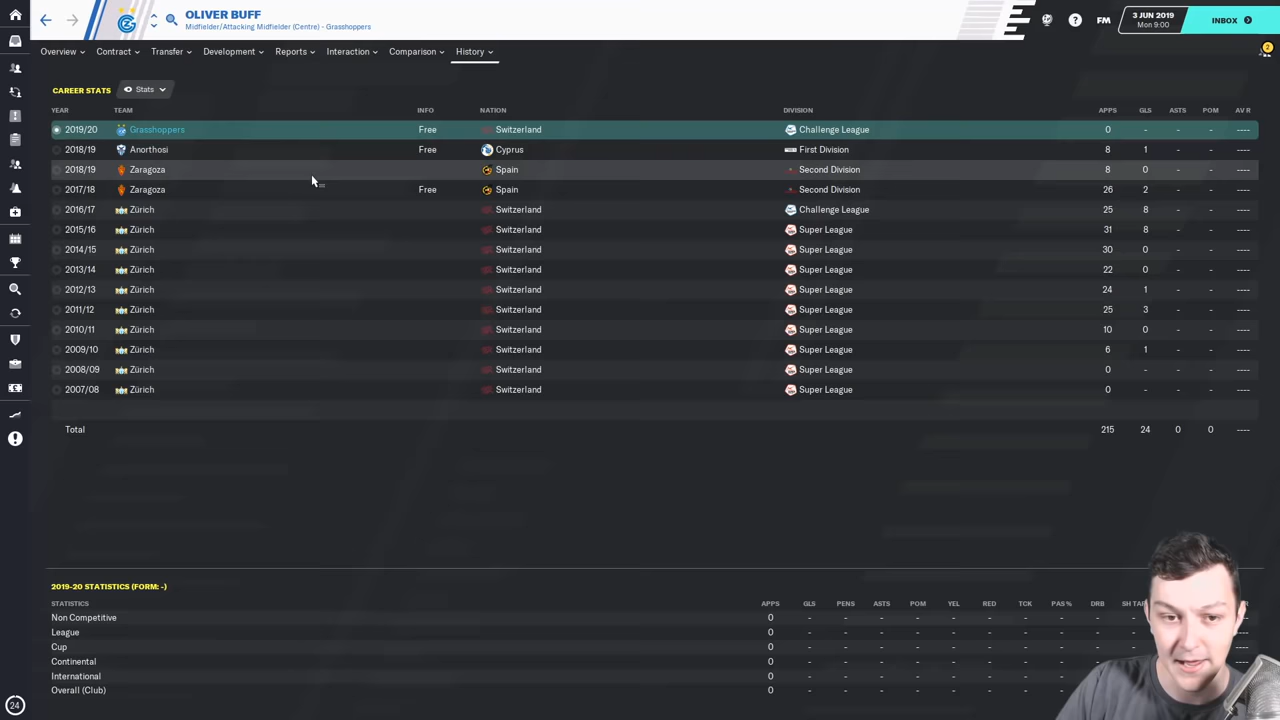 OLIVER BUFF
Midfielder/Attacking Midfielder (Centre) - Grasshoppers
FM
3 JUN 2019
Mon 9:00
INBOX
Overview Contract Transfer Development Reports Interaction Comparison History
2
CAREER STATS Stats
YEAR TEAM INFO NATION DIVISION APPS GLS ASTS POM AV R
2019/20 Grasshoppers Free Switzerland Challenge League 0 - - - ----
2018/19 Anorthosi Free Cyprus First Division 8 1 - - ----
2018/19 Zaragoza Spain Second Division 8 0 - - ----
2017/18 Zaragoza Free Spain Second Division 26 2 - - ----
2016/17 Zürich Switzerland Challenge League 25 8 - - ----
2015/16 Zürich Switzerland Super League 31 8 - - ----
2014/15 Zürich Switzerland Super League 30 0 - - ----
2013/14 Zürich Switzerland Super League 22 0 - - ----
2012/13 Zürich Switzerland Super League 24 1 - - ----
2011/12 Zürich Switzerland Super League 25 3 - - ----
2010/11 Zürich Switzerland Super League 10 0 - - ----
2009/10 Zürich Switzerland Super League 6 1 - - ----
2008/09 Zürich Switzerland Super League 0 - - - ----
2007/08 Zürich Switzerland Super League 0 - - - ----
Total 215 24 0 0 ----
2019-20 STATISTICS (FORM: -)
STATISTICS APPS GLS PENS ASTS POM YEL RED TCK PAS % DRB SH TAR
Non Competitive 0 - - - - - - - - - -
League 0 - - - - - - - - - - ----
Cup 0 - - - - - - - - - - ----
Continental 0 - - - - - - - - - -
International 0 - - - - - - - - - -
Overall (Club) 0 - - - - - - - - - -
24